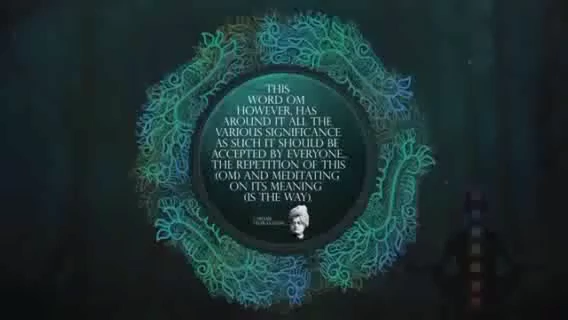 THIS
WORD OM
HOWEVER, HAS
AROUND IT ALL THE
VARIOUS SIGNIFICANCE.
AS SUCH IT SHOULD BE
ACCEPTED BY EVERYONE...
THE REPETITION OF THIS
(OM) AND MEDITATING
ON ITS MEANING
(IS THE WAY).